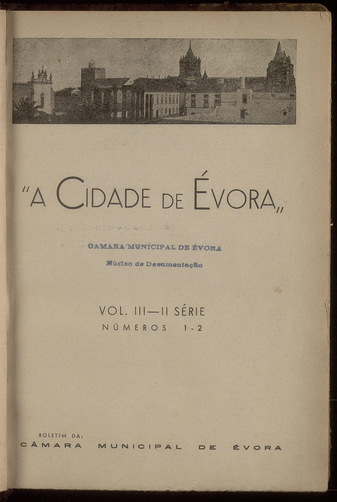 "A CIDADE DE ÉVORA„
CAMARA MUNICIPAL DE ÉVORA
Núcleo de Documentação
VOL. III—II SÉRIE
NÚMEROS 1-2
BOLETIM DA:
CÂMARA MUNICIPAL DE ÉVORA